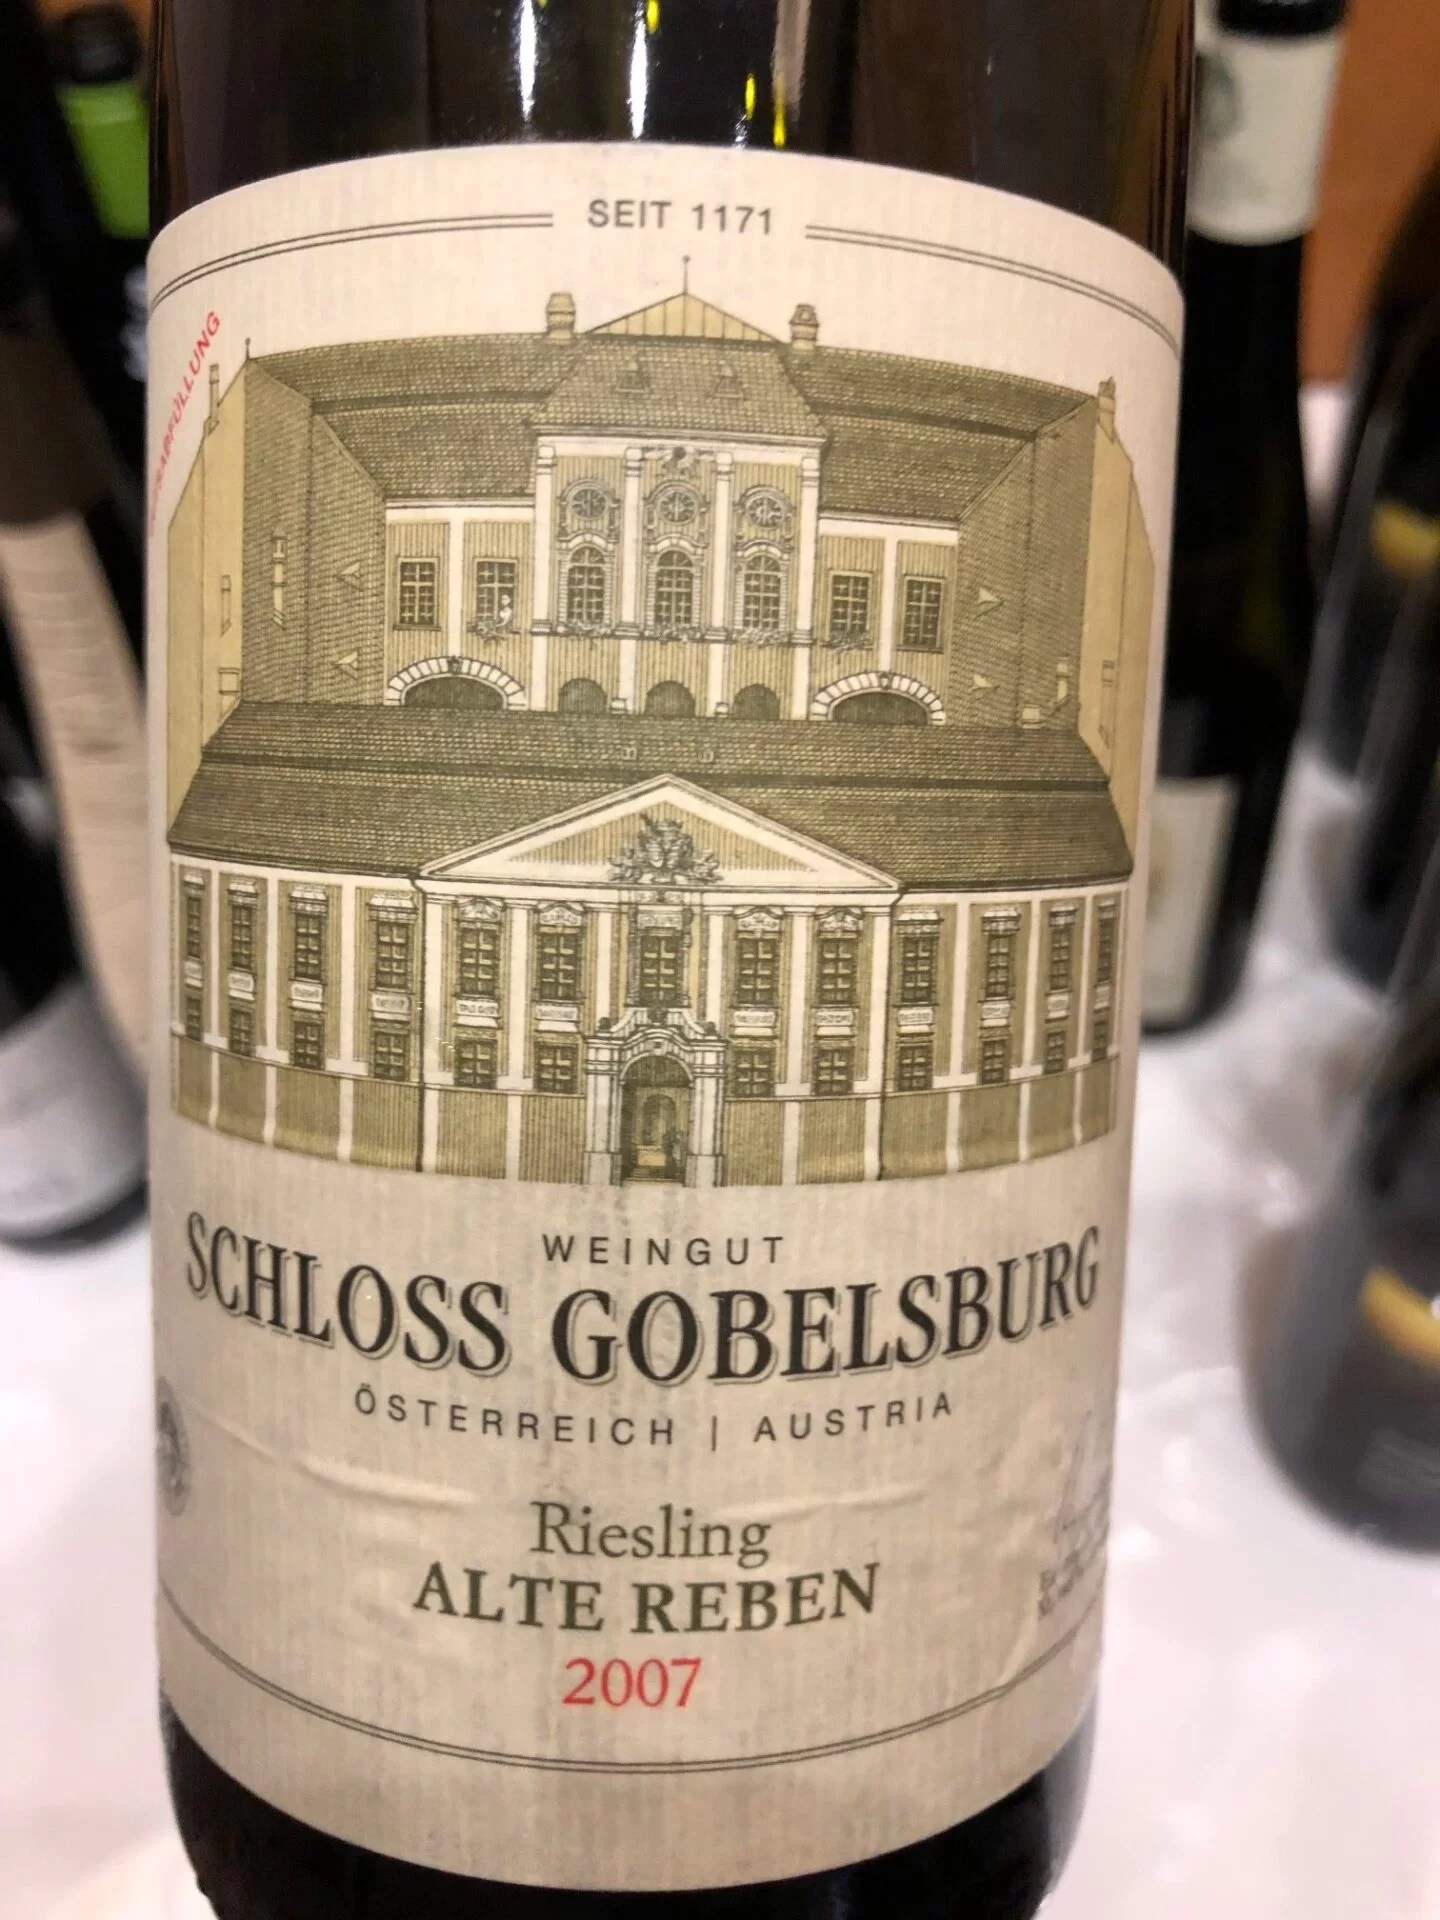 SEIT 1171
WEINGUT
SCHLOSS GOBELSBURG
ÖSTERREICH | AUSTRIA
Riesling
ALTE REBEN
2007